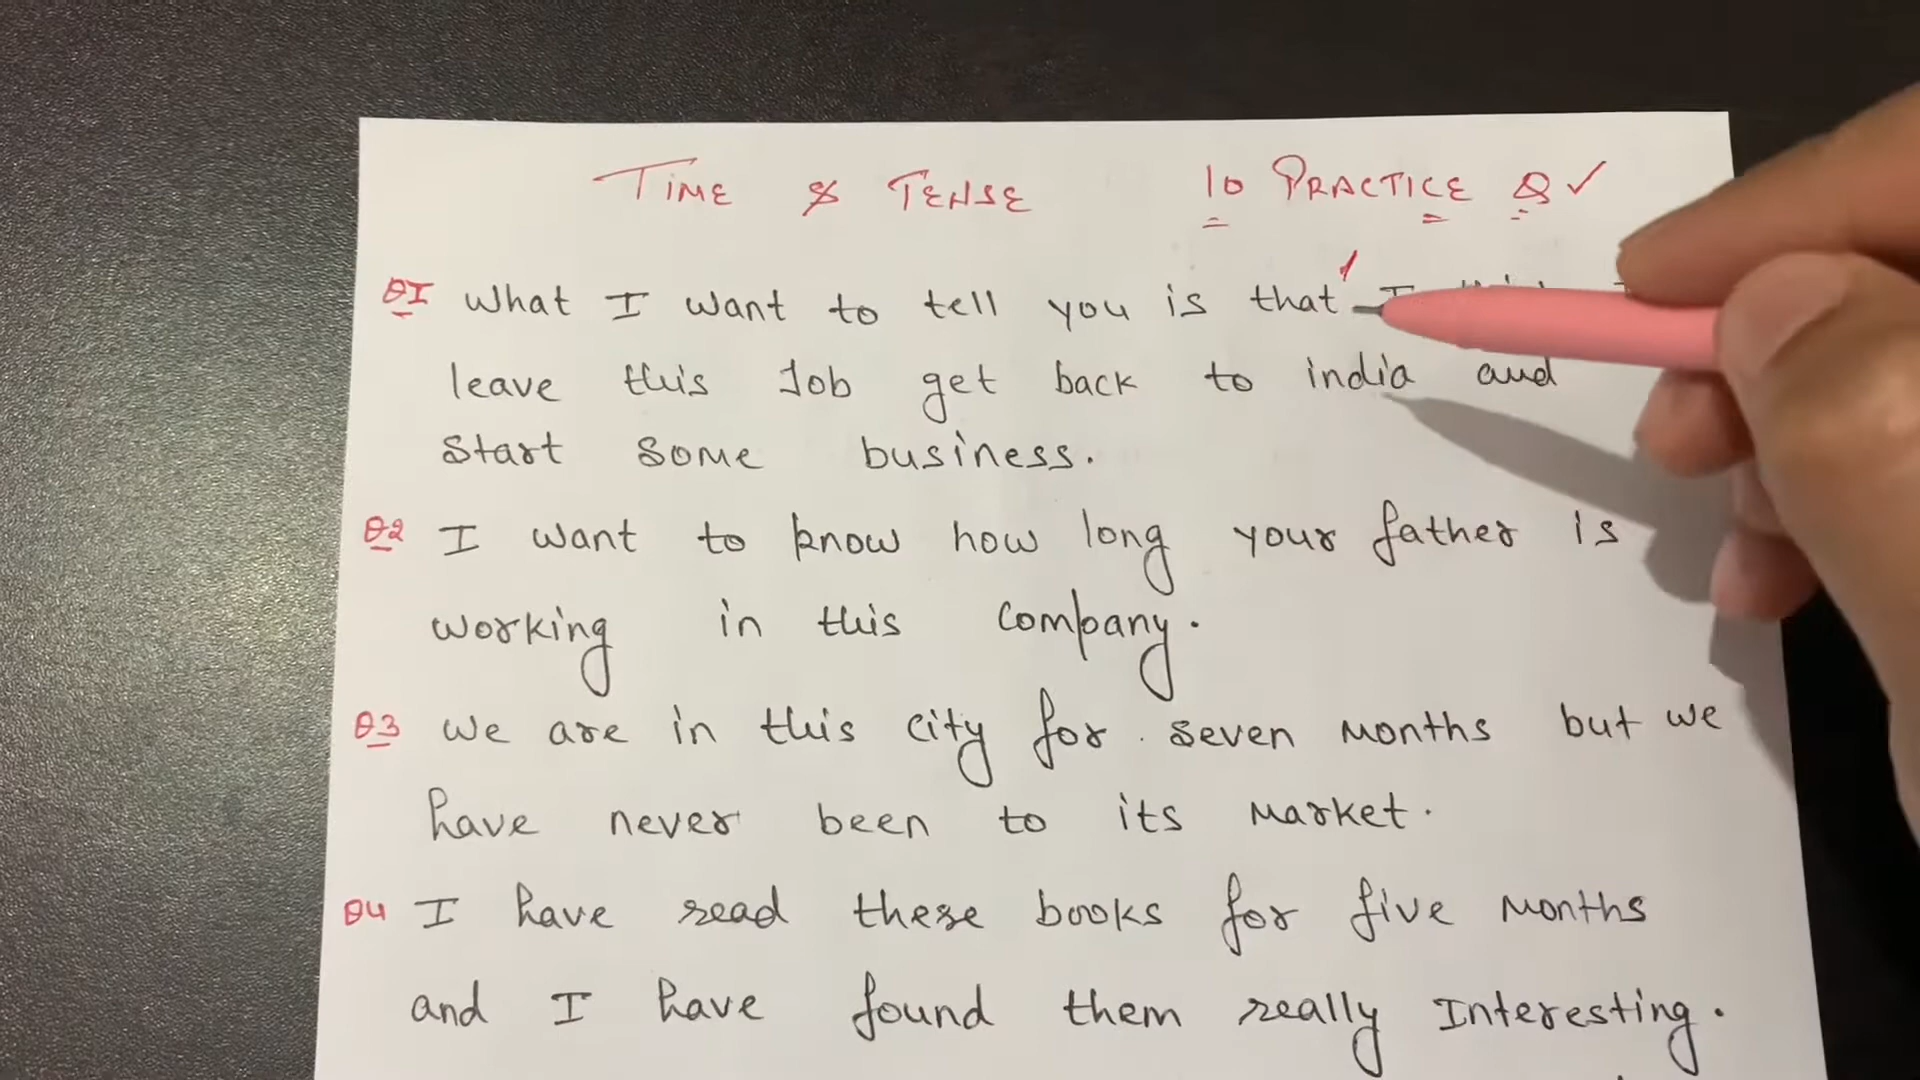 TIME & TENSE 10 PRACTICE Q ✓
Q1 What I want to tell you is that I
leave this Job get back to india and
start some business.
Q2 I want to know how long your father is
working in this company.
Q3 We are in this city for seven months but we
have never been to its market.
Q4 I have read these books for five months
and I have found them really Interesting.